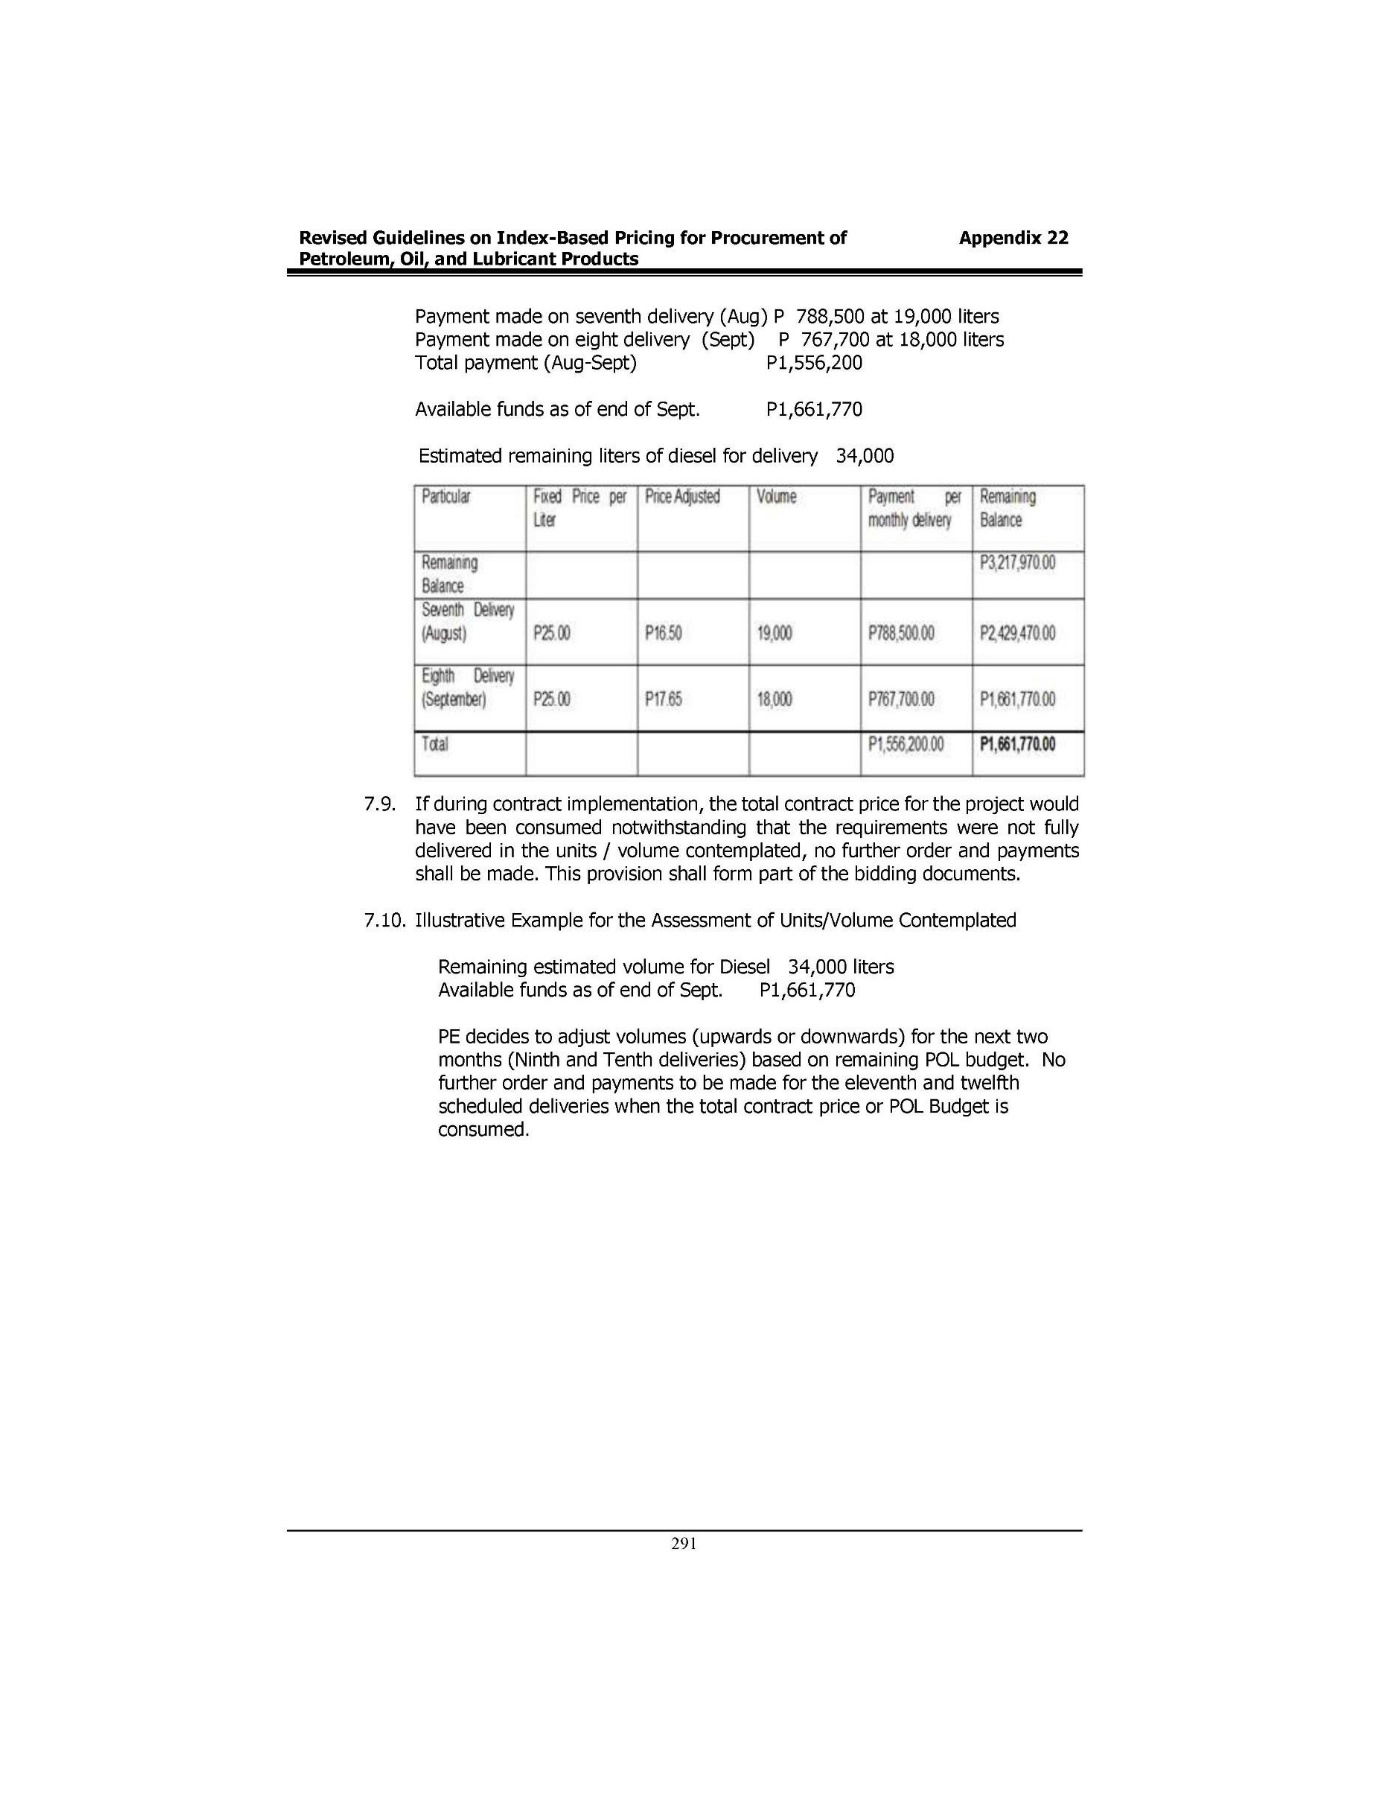 Revised Guidelines on Index-Based Pricing for Procurement of Appendix 22
Petroleum, Oil, and Lubricant Products
Payment made on seventh delivery (Aug) P 788,500 at 19,000 liters
Payment made on eight delivery (Sept) P 767,700 at 18,000 liters
Total payment (Aug-Sept) P1,556,200
Available funds as of end of Sept. P1,661,770
Estimated remaining liters of diesel for delivery 34,000
Particular Fixed Price per Price Adjusted Volume Payment per Remaining
Liter monthly delivery Balance
Remaining P3,217,970.00
Balance
Seventh Delivery
(August) P25.00 P16.50 19,000 P788,500.00 P2,429,470.00
Eighth Delivery
(September) P25.00 P17.65 18,000 P767,700.00 P1,661,770.00
Total P1,556,200.00 P1,661,770.00
7.9. If during contract implementation, the total contract price for the project would
have been consumed notwithstanding that the requirements were not fully
delivered in the units / volume contemplated, no further order and payments
shall be made. This provision shall form part of the bidding documents.
7.10. Illustrative Example for the Assessment of Units/Volume Contemplated
Remaining estimated volume for Diesel 34,000 liters
Available funds as of end of Sept. P1,661,770
PE decides to adjust volumes (upwards or downwards) for the next two
months (Ninth and Tenth deliveries) based on remaining POL budget. No
further order and payments to be made for the eleventh and twelfth
scheduled deliveries when the total contract price or POL Budget is
consumed.
291